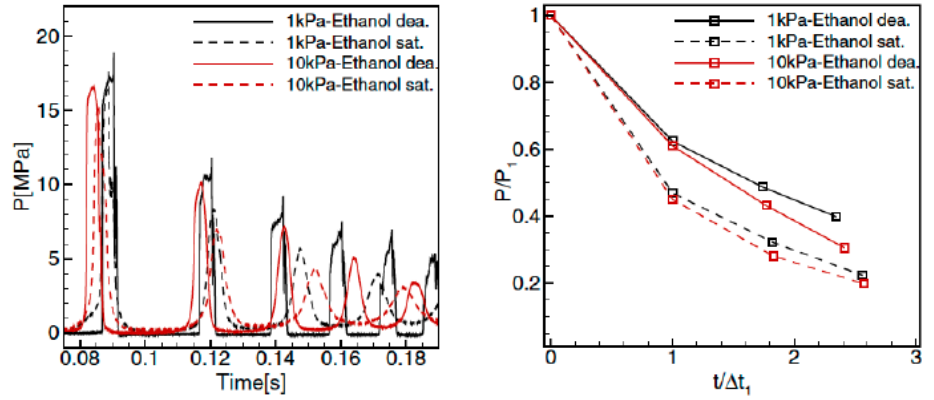 1kPa-Ethanol dea.
1kPa-Ethanol sat.
10kPa-Ethanol dea.
10kPa-Ethanol sat.
P[MPa]
20
15
10
5
0
0.08 0.1 0.12 0.14 0.16 0.18
Time[s]
1kPa-Ethanol dea.
1kPa-Ethanol sat.
10kPa-Ethanol dea.
10kPa-Ethanol sat.
P/P1
1
0.8
0.6
0.4
0.2
0 1 2 3
t/Δt1